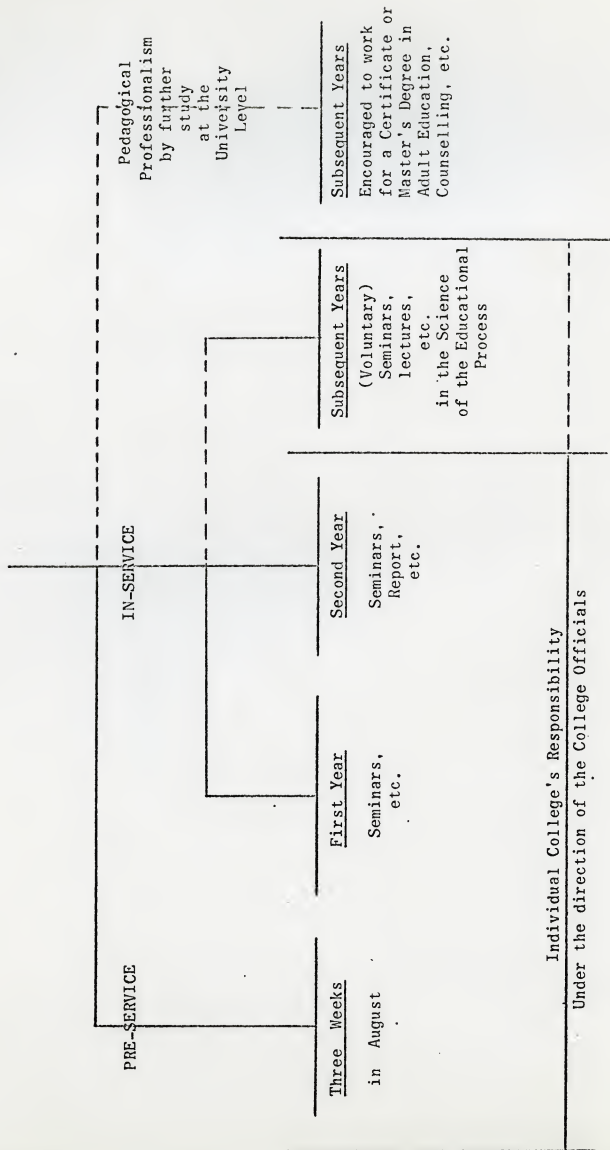 PRE-SERVICE
Three Weeks
in August
IN-SERVICE
First Year
Seminars,
etc.
Second Year
Seminars,
Report,
etc.
Subsequent Years
(Voluntary)
Seminars,
lectures,
etc.
in the Science
of the Educational
Process
Pedagogical
Professionalism
by further
study
at the
University
Level
Subsequent Years
Encouraged to work
for a Certificate or
Master's Degree in
Adult Education,
Counselling, etc.
Individual College's Responsibility
Under the direction of the College Officials